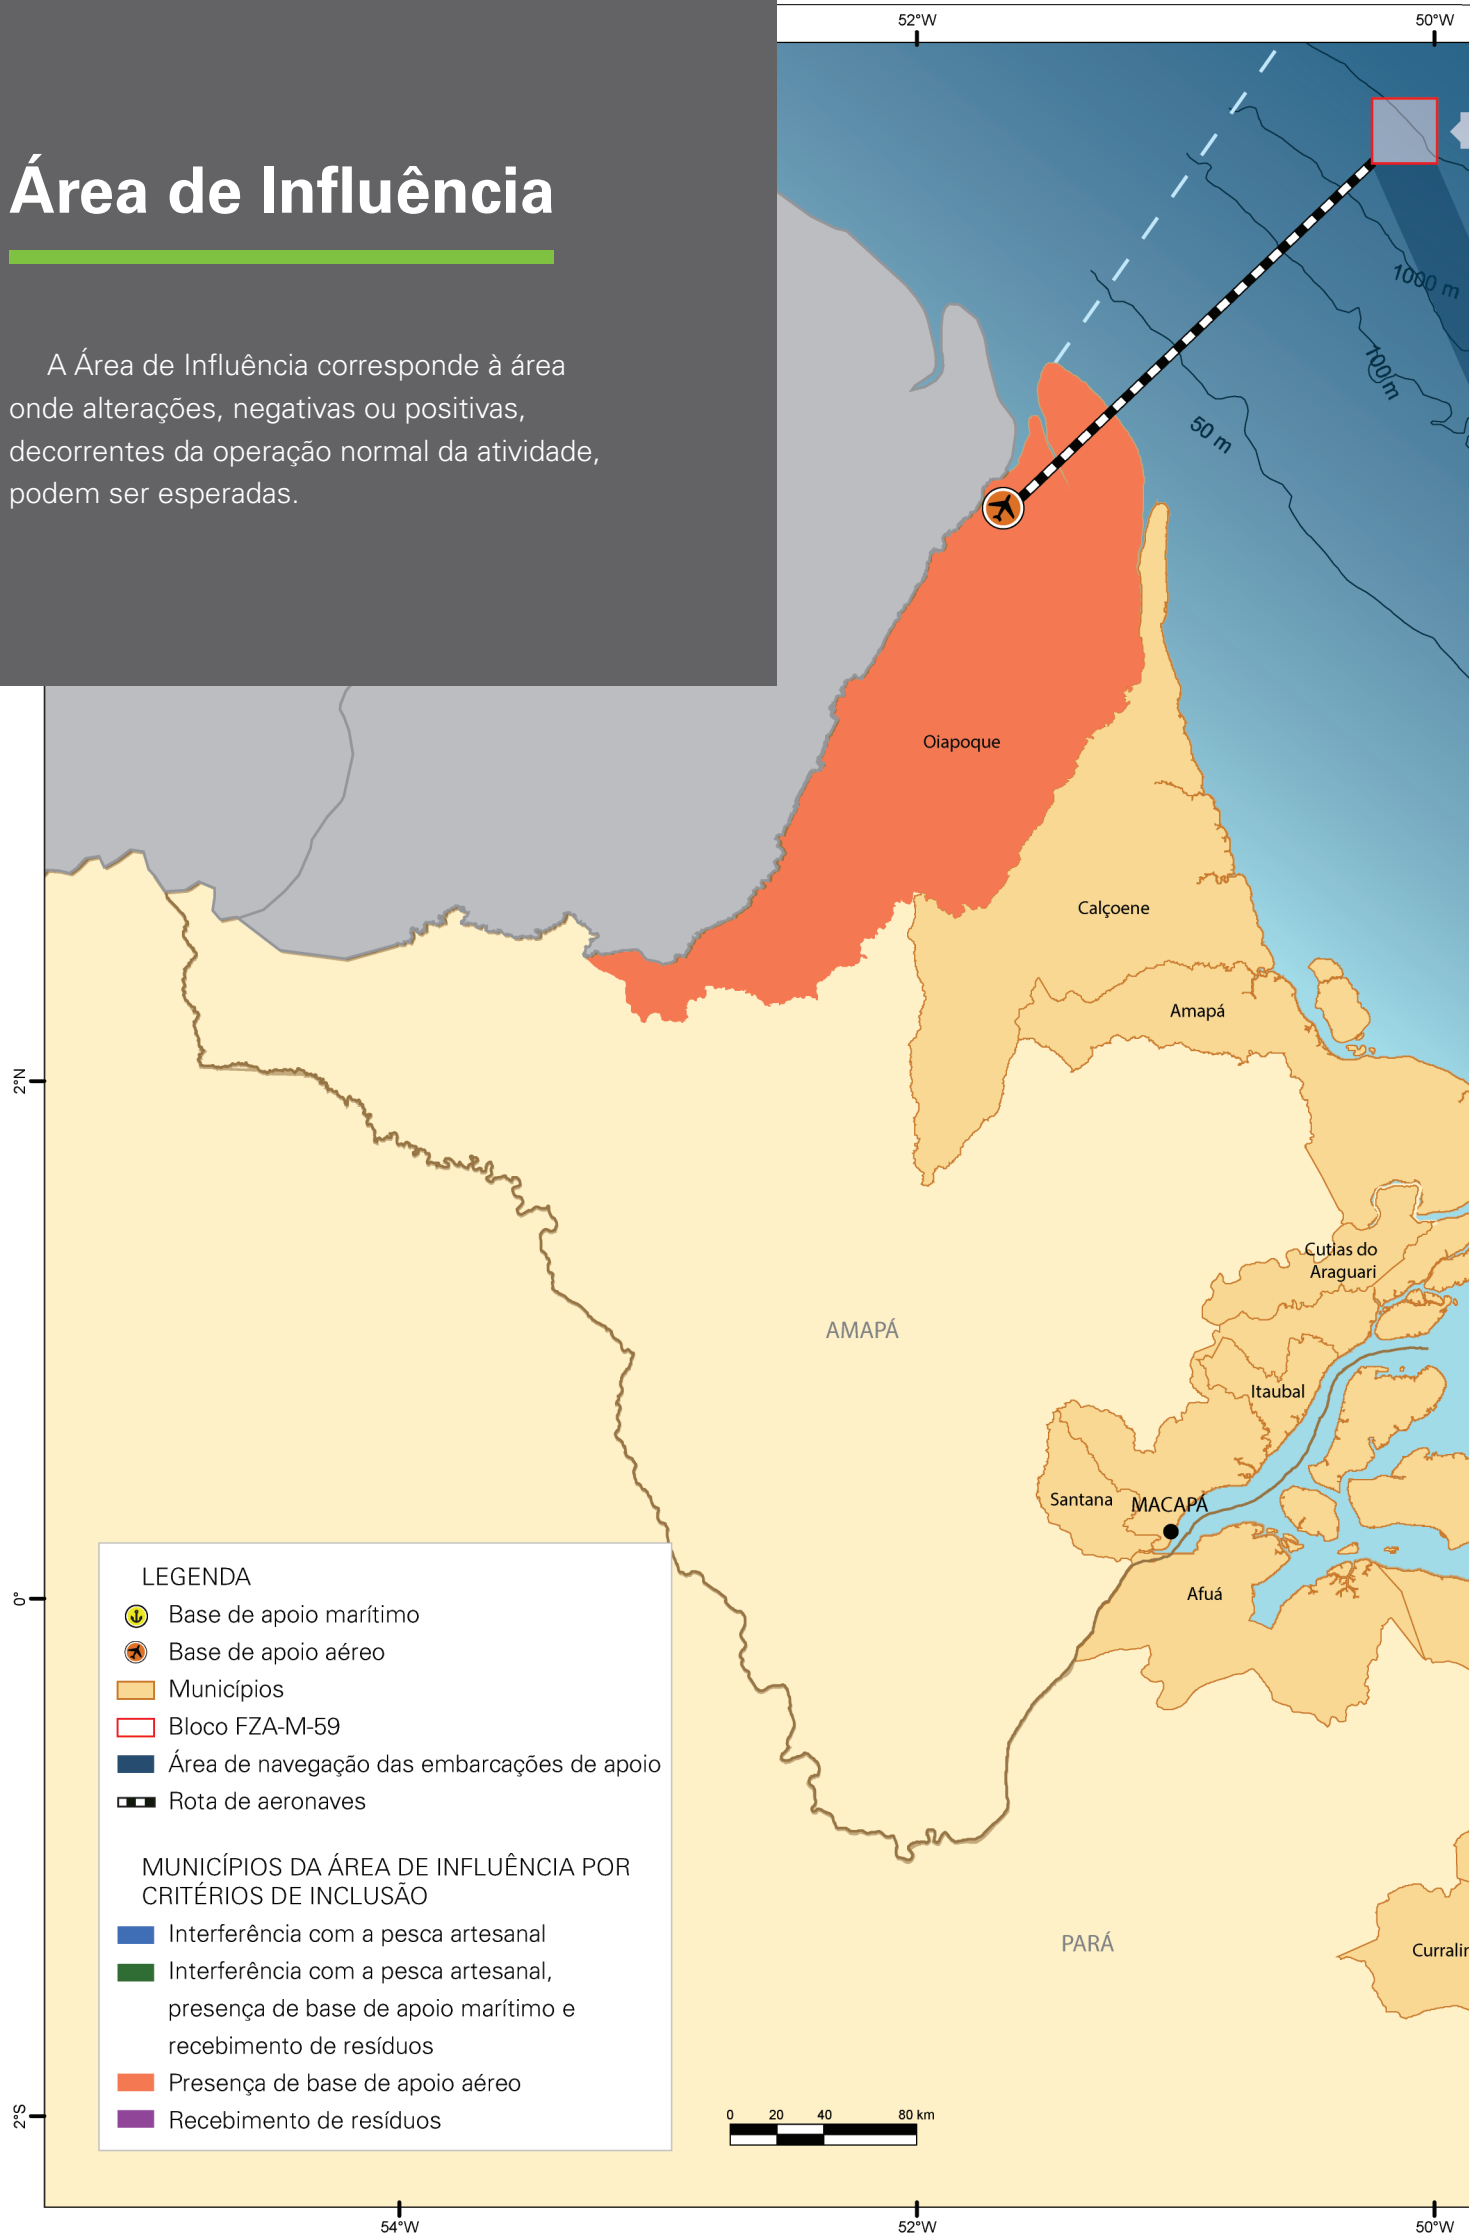 Área de Influência
A Área de Influência corresponde à área
onde alterações, negativas ou positivas,
decorrentes da operação normal da atividade,
podem ser esperadas.
52°W
50°W
1000 m
100 m
50 m
Oiapoque
Calçoene
Amapá
2°N
Cutias do
Araguari
AMAPÁ
Itaubal
Santana
MACAPÁ
Afuá
0°
LEGENDA
Base de apoio marítimo
Base de apoio aéreo
Municípios
Bloco FZA-M-59
Área de navegação das embarcações de apoio
Rota de aeronaves
MUNICÍPIOS DA ÁREA DE INFLUÊNCIA POR
CRITÉRIOS DE INCLUSÃO
Interferência com a pesca artesanal
Interferência com a pesca artesanal,
presença de base de apoio marítimo e
recebimento de resíduos
Presença de base de apoio aéreo
Recebimento de resíduos
PARÁ
2°S
0 20 40 80 km
54°W
52°W
50°W